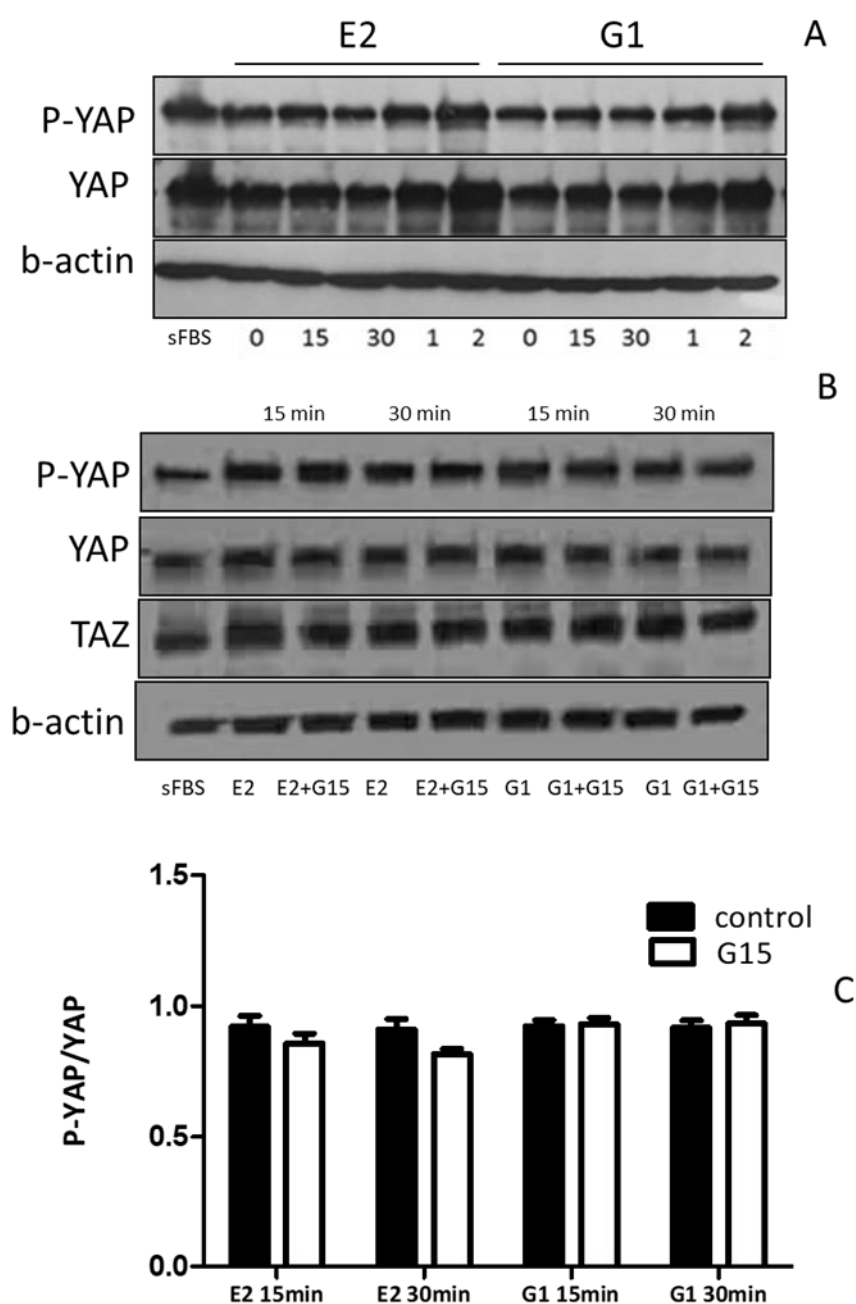 E2 G1 A
P-YAP
YAP
b-actin
sFBS 0 15 30 1 2 0 15 30 1 2
B
15 min 30 min 15 min 30 min
P-YAP
YAP
TAZ
b-actin
sFBS E2 E2+G15 E2 E2+G15 G1 G1+G15 G1 G1+G15
1.5
control
G15
C
1.0
P-YAP/YAP
0.5
0.0
E2 15min E2 30min G1 15min G1 30min